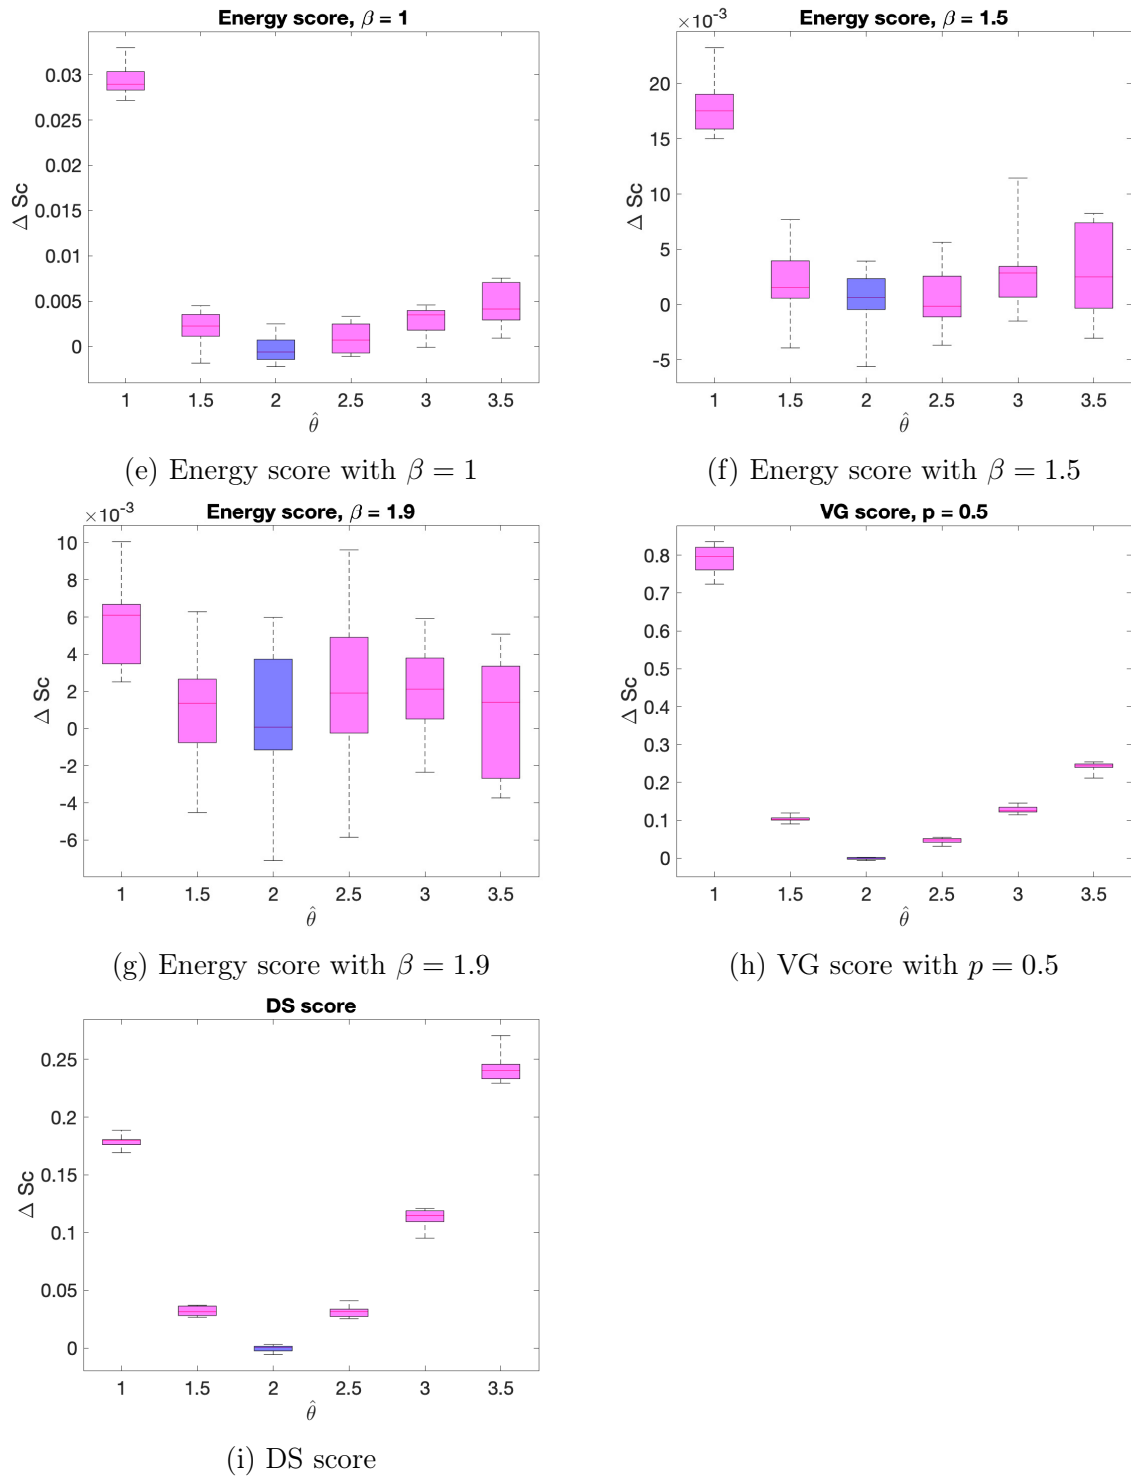 Energy score, β = 1
0.03
0.025
0.02
0.015
0.01
0.005
0
Δ Sc
1 1.5 2 2.5 3 3.5
θ̂
(e) Energy score with β = 1
×10⁻³
Energy score, β = 1.5
20
15
10
5
0
-5
Δ Sc
1 1.5 2 2.5 3 3.5
θ̂
(f) Energy score with β = 1.5
×10⁻³
Energy score, β = 1.9
10
8
6
4
2
0
-2
-4
-6
Δ Sc
1 1.5 2 2.5 3 3.5
θ̂
(g) Energy score with β = 1.9
VG score, p = 0.5
0.8
0.7
0.6
0.5
0.4
0.3
0.2
0.1
0
Δ Sc
1 1.5 2 2.5 3 3.5
θ̂
(h) VG score with p = 0.5
DS score
0.25
0.2
0.15
0.1
0.05
0
Δ Sc
1 1.5 2 2.5 3 3.5
θ̂
(i) DS score